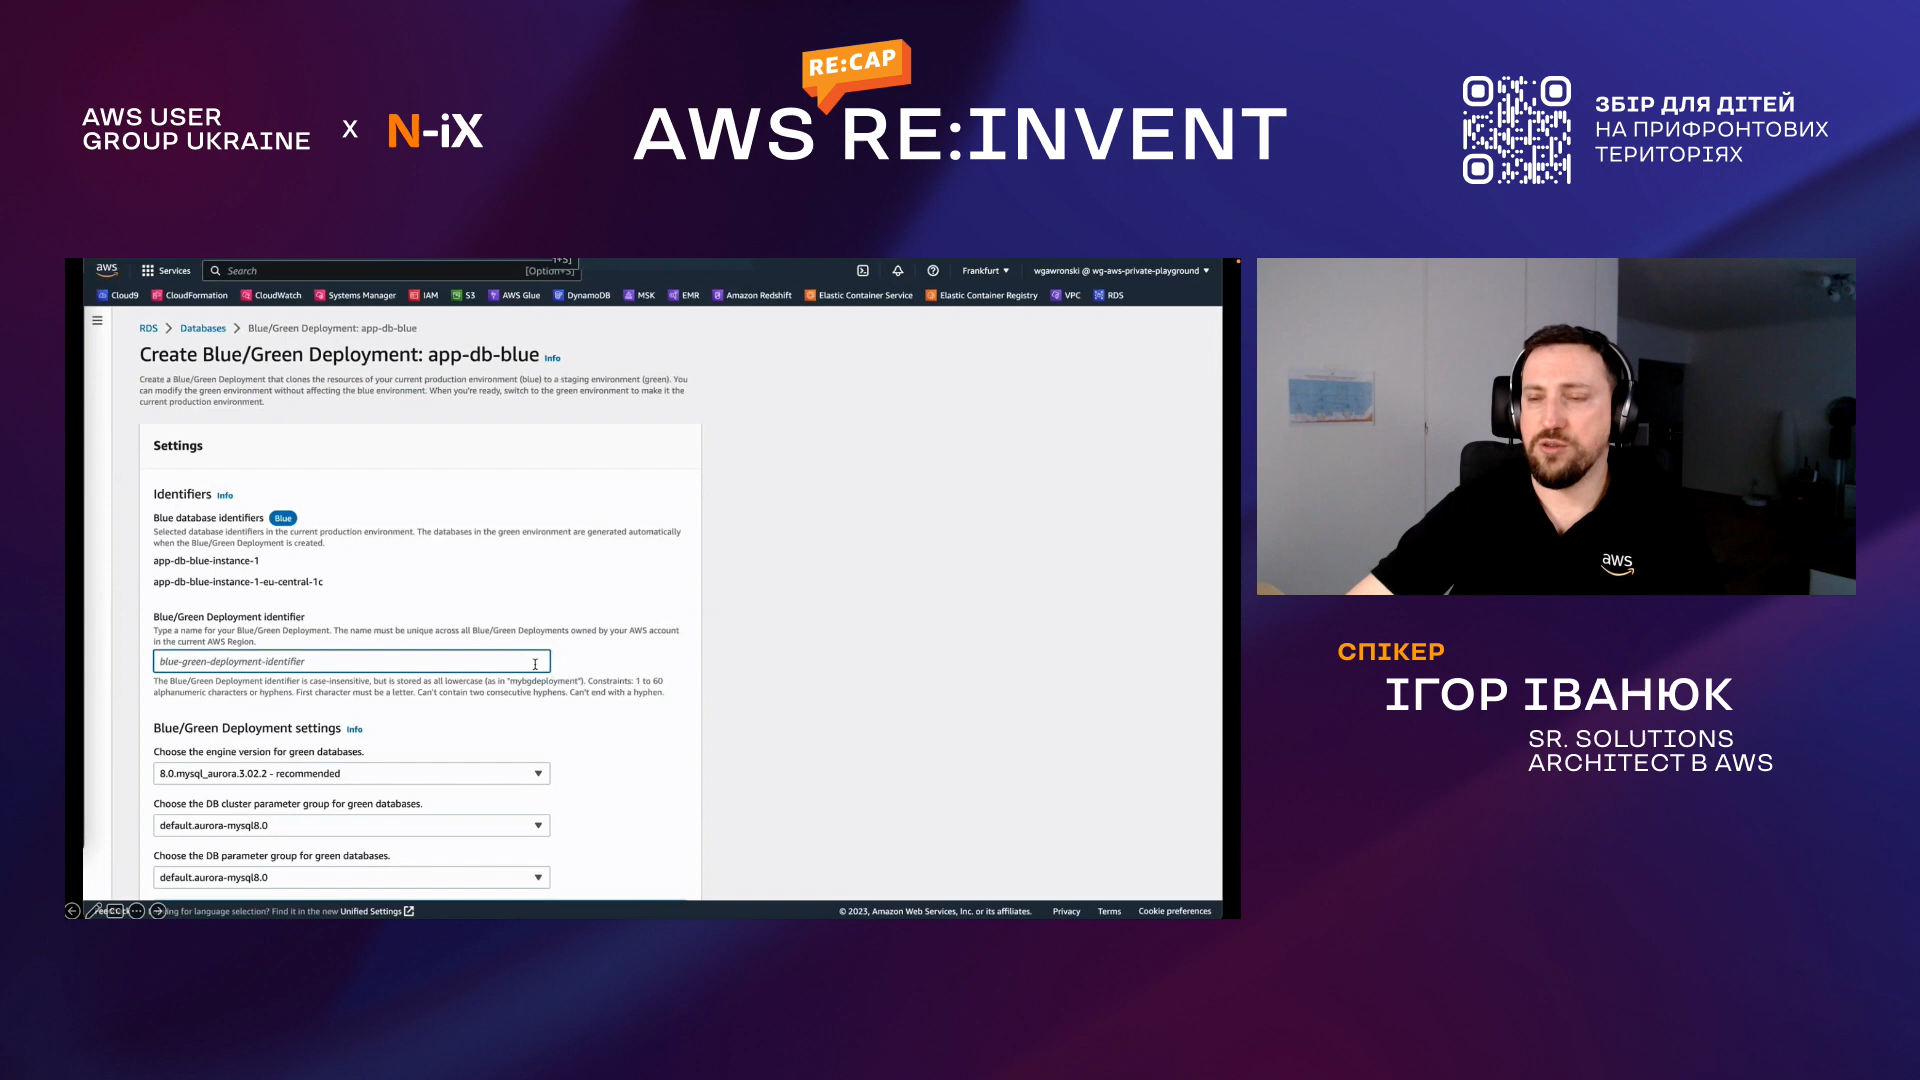 AWS USER
GROUP UKRAINE
X
N-iX
RE:CAP
AWS RE:INVENT
ЗБІР ДЛЯ ДІТЕЙ
НА ПРИФРОНТОВИХ
ТЕРИТОРІЯХ
aws
Services
Search
[Option+S]
Frankfurt
wgawronski @ wg-aws-private-playground
Cloud9
CloudFormation
CloudWatch
Systems Manager
IAM
S3
AWS Glue
DynamoDB
MSK
EMR
Amazon Redshift
Elastic Container Service
Elastic Container Registry
VPC
RDS
RDS > Databases > Blue/Green Deployment: app-db-blue
Create Blue/Green Deployment: app-db-blue Info
Create a Blue/Green Deployment that clones the resources of your current production environment (blue) to a staging environment (green). You
can modify the green environment without affecting the blue environment. When you're ready, switch to the green environment to make it the
current production environment.
Settings
Identifiers Info
Blue database identifiers Blue
Selected database identifiers in the current production environment. The databases in the green environment are generated automatically
when the Blue/Green Deployment is created.
app-db-blue-instance-1
app-db-blue-instance-1-eu-central-1c
Blue/Green Deployment identifier
Type a name for your Blue/Green Deployment. The name must be unique across all Blue/Green Deployments owned by your AWS account
in the current AWS Region.
blue-green-deployment-identifier
The Blue/Green Deployment identifier is case-insensitive, but is stored as all lowercase (as in "mybgdeployment"). Constraints: 1 to 60
alphanumeric characters or hyphens. First character must be a letter. Can't contain two consecutive hyphens. Can't end with a hyphen.
Blue/Green Deployment settings Info
Choose the engine version for green databases.
8.0.mysql_aurora.3.02.2 - recommended
Choose the DB cluster parameter group for green databases.
default.aurora-mysql8.0
Choose the DB parameter group for green databases.
default.aurora-mysql8.0
for language selection? Find it in the new Unified Settings
© 2023, Amazon Web Services, Inc. or its affiliates.
Privacy
Terms
Cookie preferences
aws
СПІКЕР
ІГОР ІВАНЮК
SR. SOLUTIONS
ARCHITECT В AWS